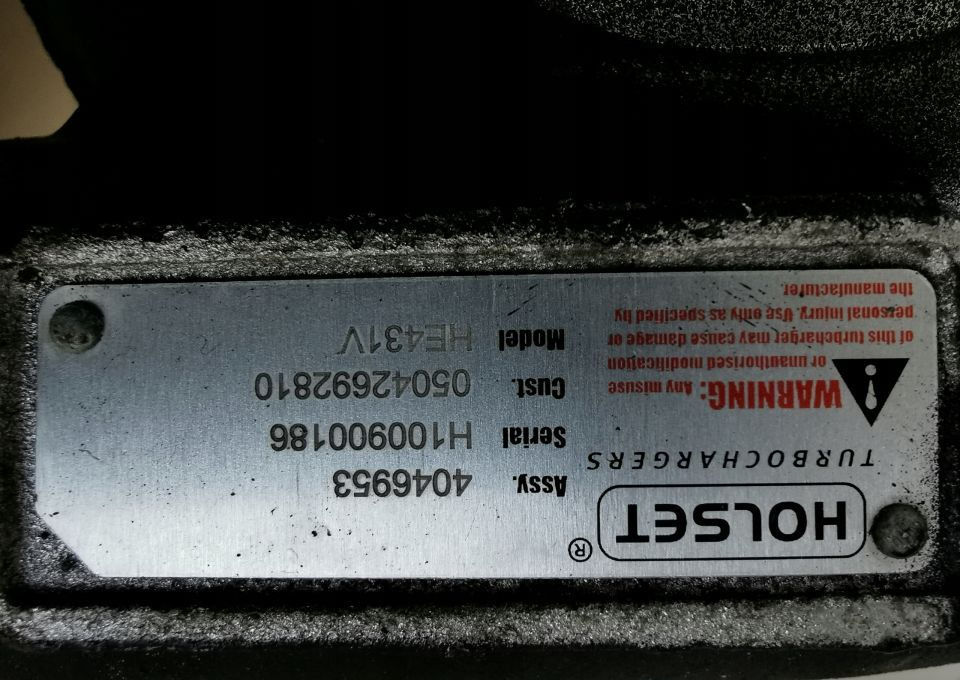 HOLSET®
TURBOCHARGERS
WARNING: Any misuse
or unauthorised modification
of this turbocharger may cause damage or
personal injury. Use only as specified by
the manufacturer.
Assy. 4046953
Serial H100900186
Cust. 05042692810
Model HE431V